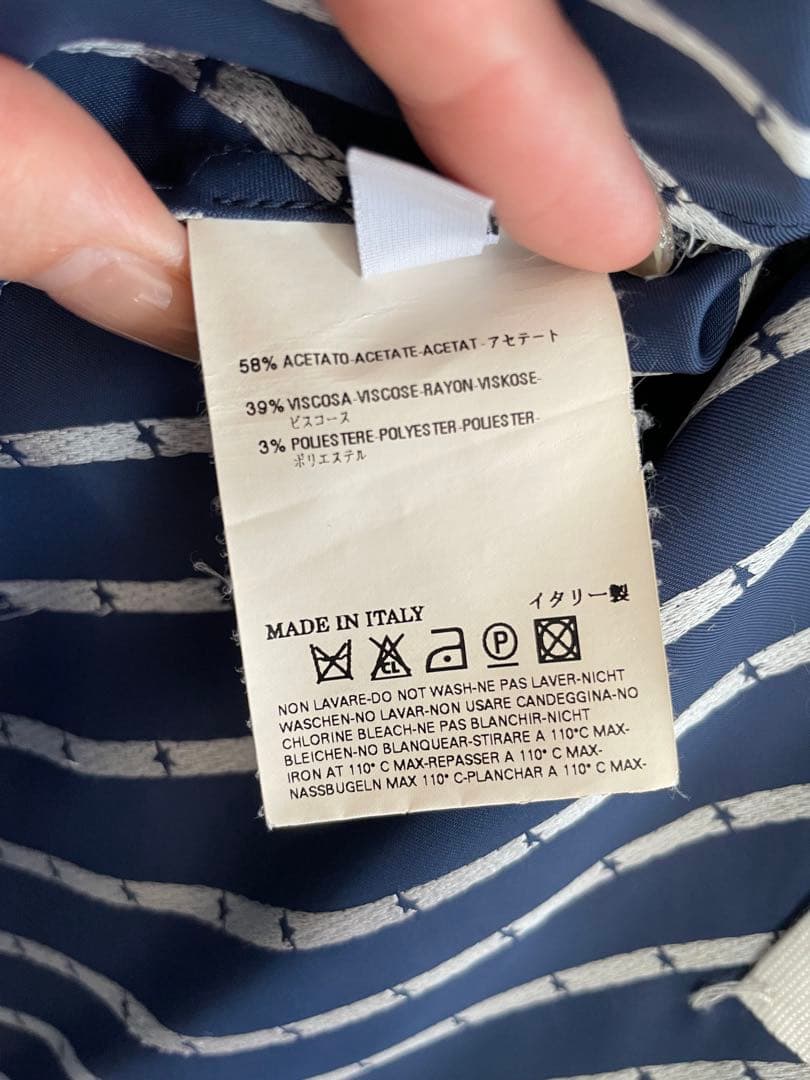 58% ACETATO-ACETATE-ACETAT-アセテート
39% VISCOSA-VISCOSE-RAYON-VISKOSE-
ビスコース
3% POLIESTERE-POLYESTER-POLIESTER-
ポリエステル
MADE IN ITALY イタリー製
CL P
NON LAVARE-DO NOT WASH-NE PAS LAVER-NICHT
WASCHEN-NO LAVAR-NON USARE CANDEGGINA-NO
CHLORINE BLEACH-NE PAS BLANCHIR-NICHT
BLEICHEN-NO BLANQUEAR-STIRARE A 110°C MAX-
IRON AT 110° C MAX-REPASSER A 110° C MAX-
NASSBUGELN MAX 110° C-PLANCHAR A 110°C MAX-